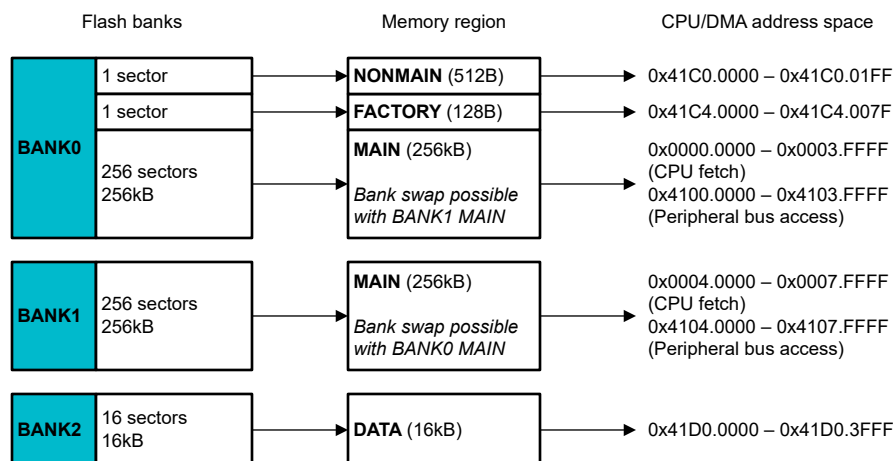 Flash banks
Memory region
CPU/DMA address space
BANK0
1 sector
NONMAIN (512B)
0x41C0.0000 – 0x41C0.01FF
1 sector
FACTORY (128B)
0x41C4.0000 – 0x41C4.007F
256 sectors
256kB
MAIN (256kB)
Bank swap possible
with BANK1 MAIN
0x0000.0000 – 0x0003.FFFF
(CPU fetch)
0x4100.0000 – 0x4103.FFFF
(Peripheral bus access)
BANK1
256 sectors
256kB
MAIN (256kB)
Bank swap possible
with BANK0 MAIN
0x0004.0000 – 0x0007.FFFF
(CPU fetch)
0x4104.0000 – 0x4107.FFFF
(Peripheral bus access)
BANK2
16 sectors
16kB
DATA (16kB)
0x41D0.0000 – 0x41D0.3FFF